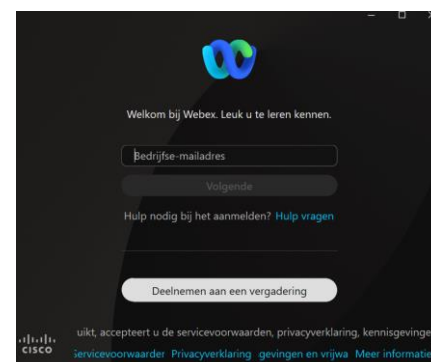 Welkom bij Webex. Leuk u te leren kennen.
Bedrijfse-mailadres
Volgende
Hulp nodig bij het aanmelden? Hulp vragen
Deelnemen aan een vergadering
uikt, accepteert u de servicevoorwaarden, privacyverklaring, kennisgevinge
Servicevoorwaarder Privacyverklaring gevingen en vrijwa Meer informatie
CISCO